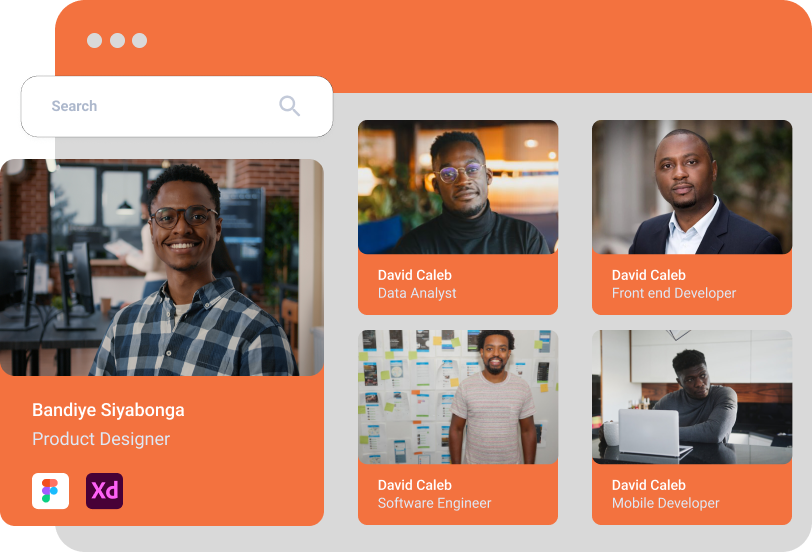 Search
Bandiye Siyabonga
Product Designer
Xd
David Caleb
Data Analyst
David Caleb
Front end Developer
David Caleb
Software Engineer
David Caleb
Mobile Developer